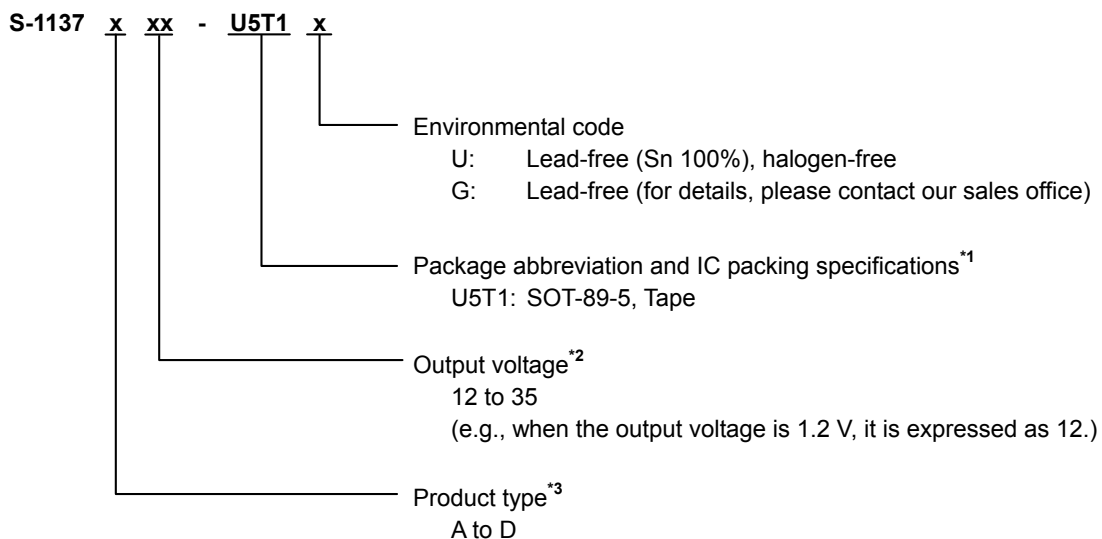 S-1137 x xx - U5T1 x
Environmental code
U: Lead-free (Sn 100%), halogen-free
G: Lead-free (for details, please contact our sales office)
Package abbreviation and IC packing specifications*1
U5T1: SOT-89-5, Tape
Output voltage*2
12 to 35
(e.g., when the output voltage is 1.2 V, it is expressed as 12.)
Product type*3
A to D